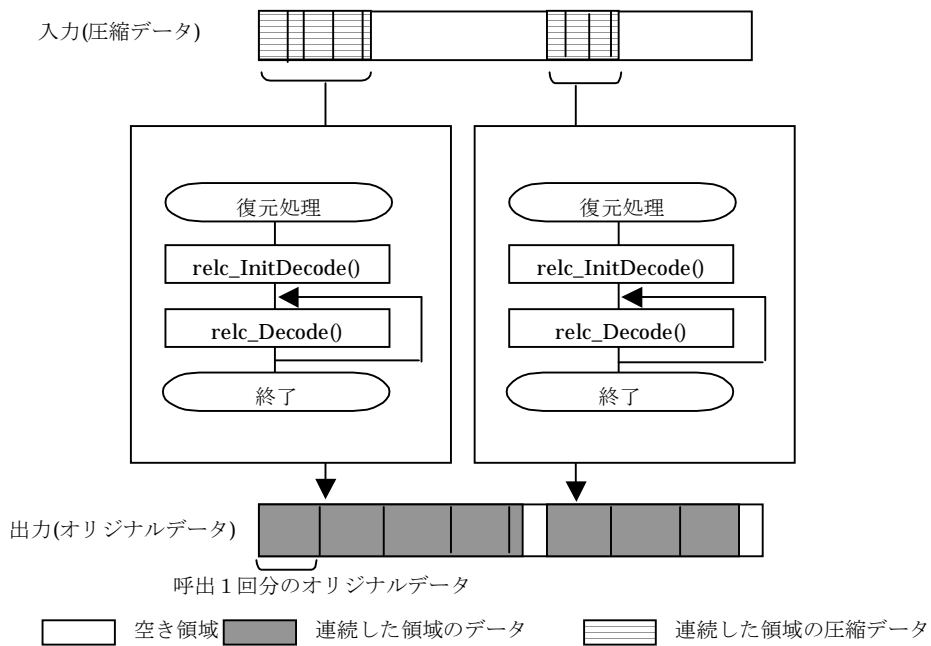 入力(圧縮データ)
復元処理
relc_InitDecode()
relc_Decode()
終了
復元処理
relc_InitDecode()
relc_Decode()
終了
出力(オリジナルデータ)
呼出１回分のオリジナルデータ
空き領域
連続した領域のデータ
連続した領域の圧縮データ